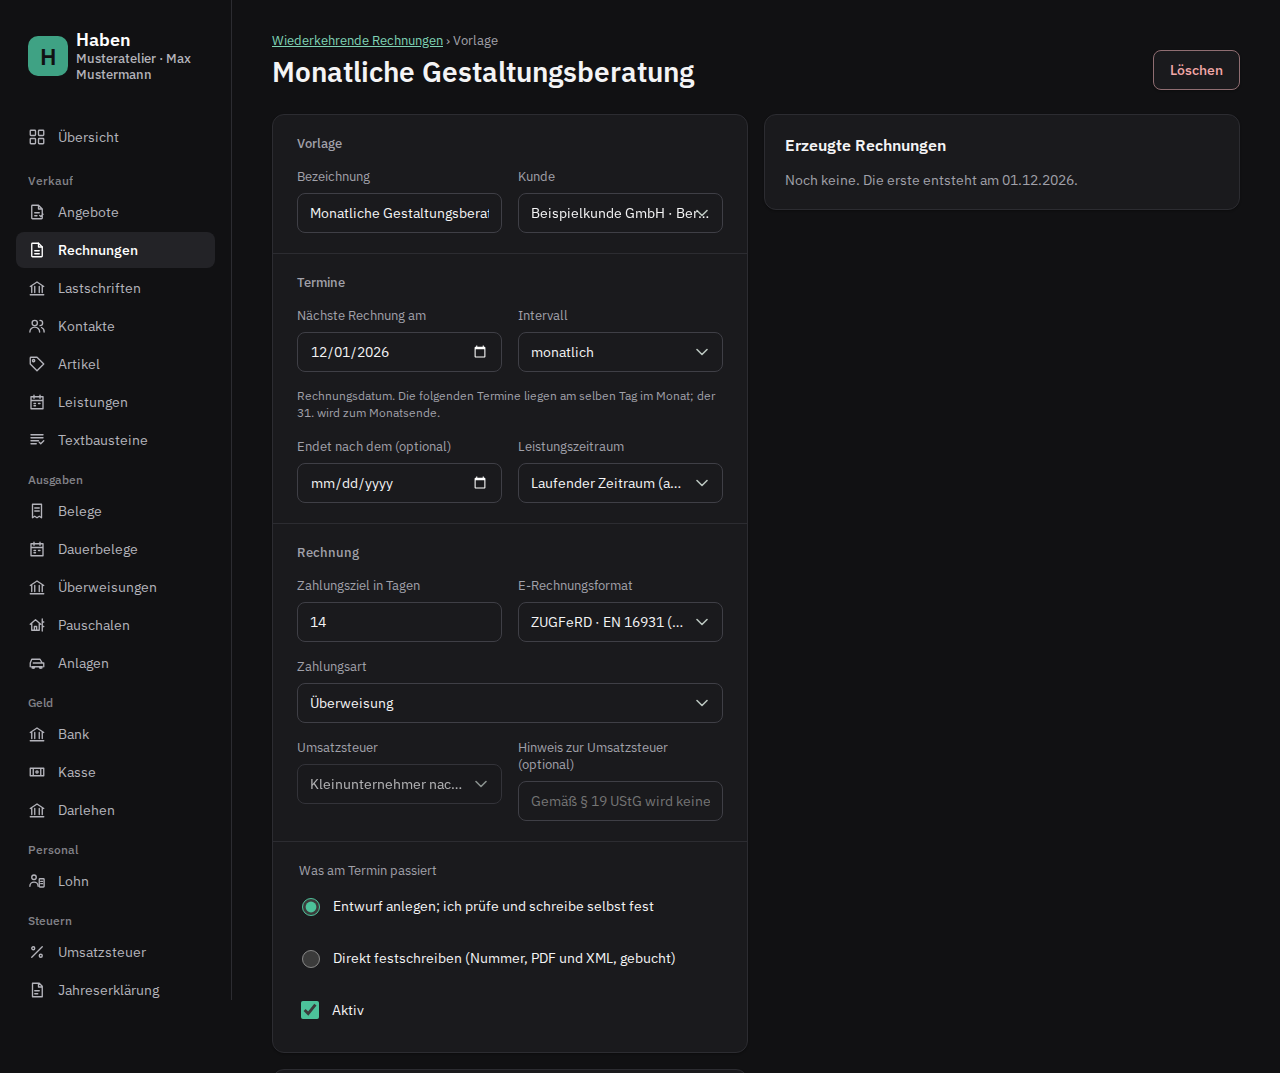 H
Haben
Musteratelier · Max
Mustermann
Übersicht
Verkauf
Angebote
Rechnungen
Lastschriften
Kontakte
Artikel
Leistungen
Textbausteine
Ausgaben
Belege
Dauerbelege
Überweisungen
Pauschalen
Anlagen
Geld
Bank
Kasse
Darlehen
Personal
Lohn
Steuern
Umsatzsteuer
Jahreserklärung
Wiederkehrende Rechnungen › Vorlage
Monatliche Gestaltungsberatung
Löschen
Vorlage
Bezeichnung
Kunde
Monatliche Gestaltungsberat
Beispielkunde GmbH · Ber...
Termine
Nächste Rechnung am
Intervall
12/01/2026
monatlich
Rechnungsdatum. Die folgenden Termine liegen am selben Tag im Monat; der
31. wird zum Monatsende.
Endet nach dem (optional)
Leistungszeitraum
mm/dd/yyyy
Laufender Zeitraum (a...
Rechnung
Zahlungsziel in Tagen
E-Rechnungsformat
14
ZUGFeRD · EN 16931 (...
Zahlungsart
Überweisung
Umsatzsteuer
Hinweis zur Umsatzsteuer
(optional)
Kleinunternehmer nac...
Gemäß § 19 UStG wird keine
Was am Termin passiert
Entwurf anlegen; ich prüfe und schreibe selbst fest
Direkt festschreiben (Nummer, PDF und XML, gebucht)
Aktiv
Erzeugte Rechnungen
Noch keine. Die erste entsteht am 01.12.2026.